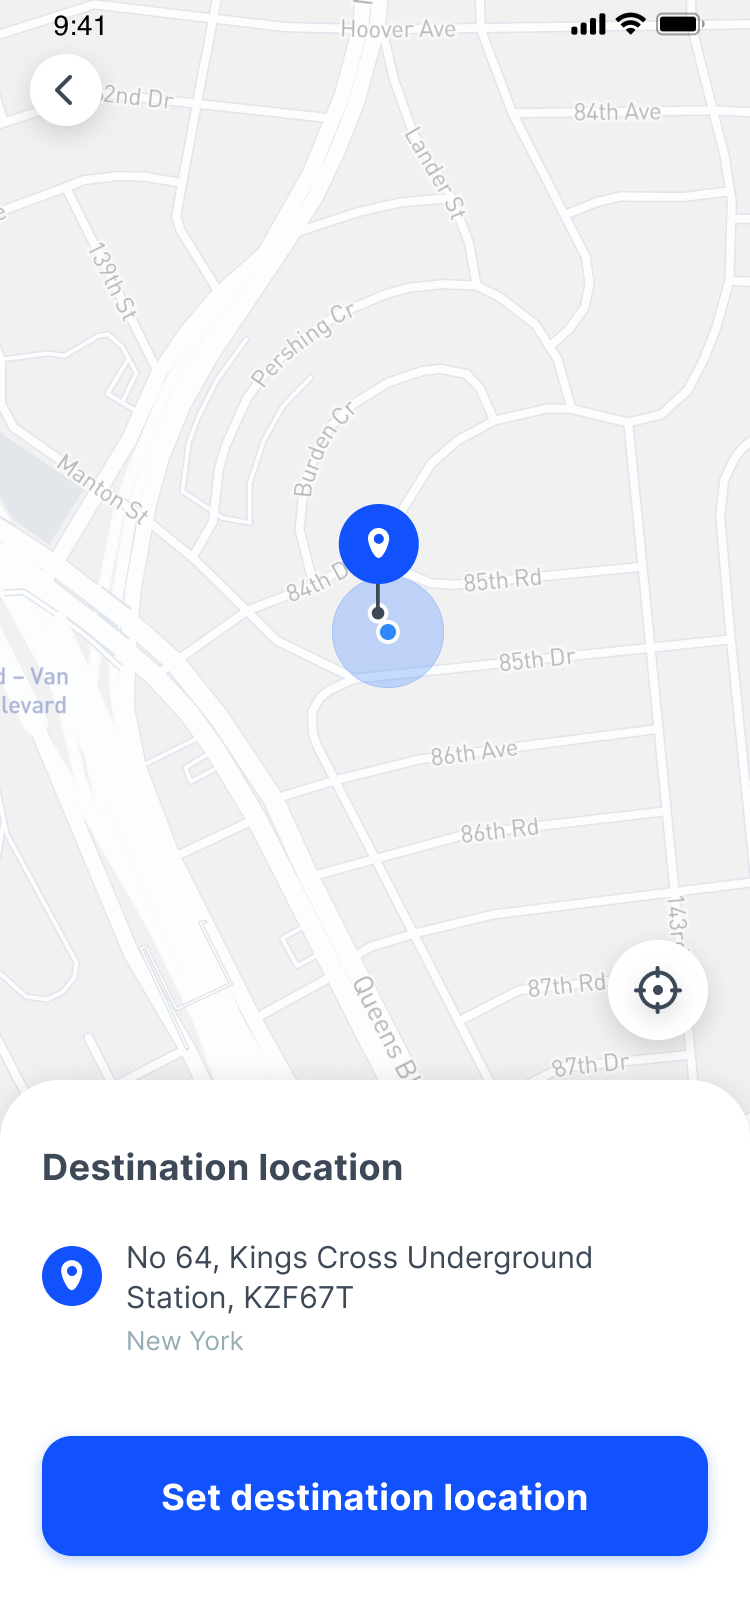 9:41
Hoover Ave
2nd Dr
84th Ave
Lander St
139th St
Pershing Cr
Burden Cr
Manton St
84th D
85th Rd
85th Dr
d – Van
levard
86th Ave
86th Rd
143r
87th Rd
Queens Bl
87th Dr
Destination location
No 64, Kings Cross Underground
Station, KZF67T
New York
Set destination location